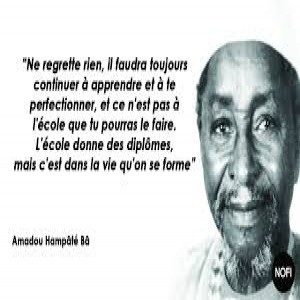 "Ne regrette rien, il faudra toujours
continuer à apprendre et à te
perfectionner, et ce n'est pas à
l'école que tu pourras le faire.
L'école donne des diplômes,
mais c'est dans la vie qu'on se forme"
Amadou Hampâté Bâ
NOFI